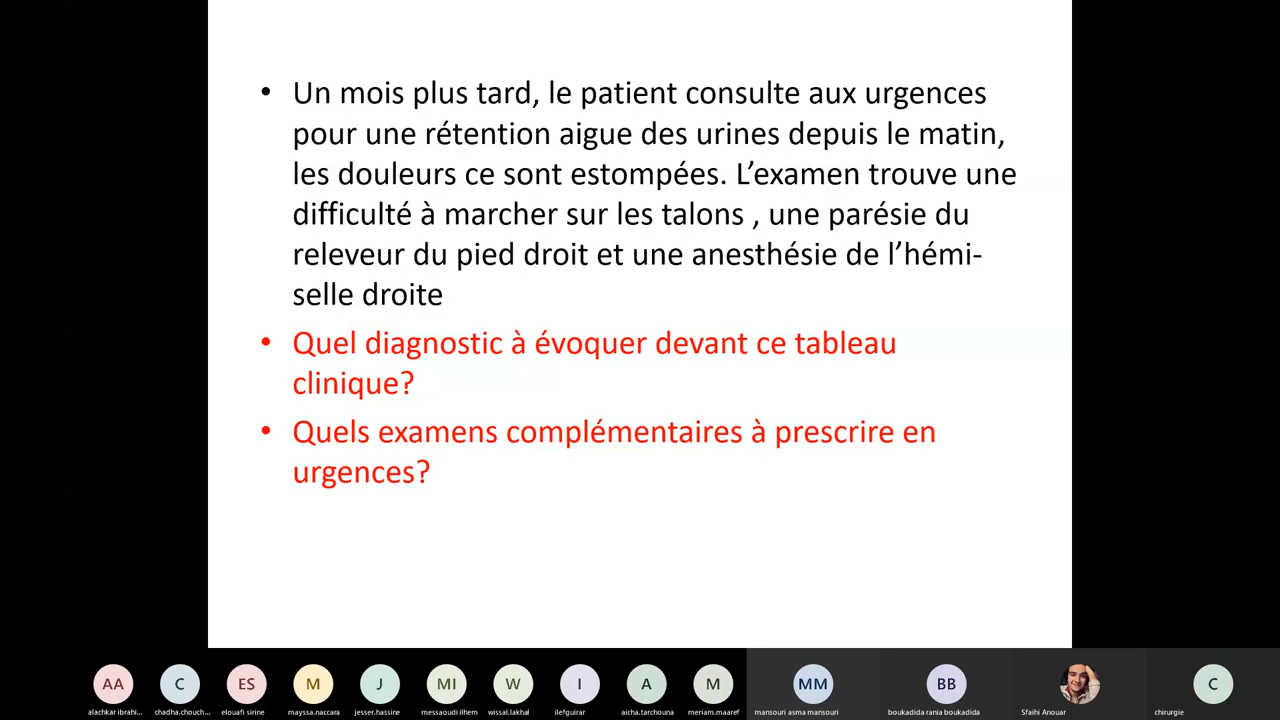 • Un mois plus tard, le patient consulte aux urgences
pour une rétention aigue des urines depuis le matin,
les douleurs ce sont estompées. L’examen trouve une
difficulté à marcher sur les talons , une parésie du
releveur du pied droit et une anesthésie de l’hémi-
selle droite
• Quel diagnostic à évoquer devant ce tableau
clinique?
• Quels examens complémentaires à prescrire en
urgences?
AA C ES M J MI W I A M MM BB C
alachkar ibrahi... chadha.chouch... elouafi sirine mayssa.naccara jesser.hassine messaoudi ilhem wissal.lakhal ilefguirar aicha.tarchouna meriam.maaref mansouri asma mansouri boukadida rania boukadida Sfaihi Anouar chirurgie